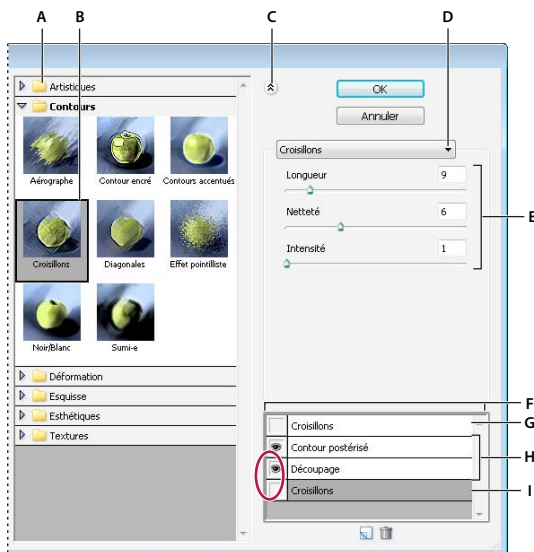 A B C D
Artistiques
Contours
Aérographe Contour encré Contours accentués
Croisillons Diagonales Effet pointilliste
Noir/Blanc Sumi-e
Déformation
Esquisse
Esthétiques
Textures
OK
Annuler
Croisillons
Longueur 9
Netteté 6
Intensité 1
E
F
Croisillons G
Contour postérisé
H
Découpage
Croisillons I